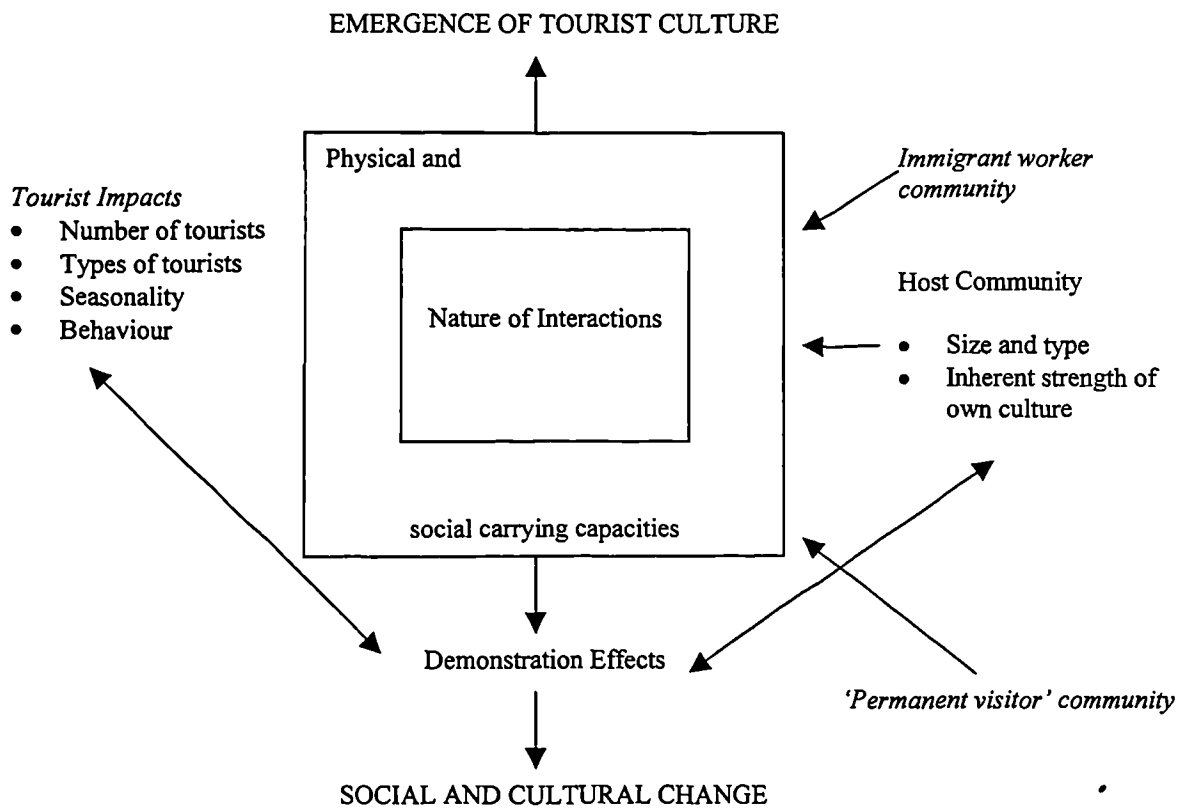 EMERGENCE OF TOURIST CULTURE
Physical and
Nature of Interactions
social carrying capacities
Tourist Impacts
• Number of tourists
• Types of tourists
• Seasonality
• Behaviour
Immigrant worker
community
Host Community
• Size and type
• Inherent strength of
own culture
Demonstration Effects
'Permanent visitor' community
SOCIAL AND CULTURAL CHANGE